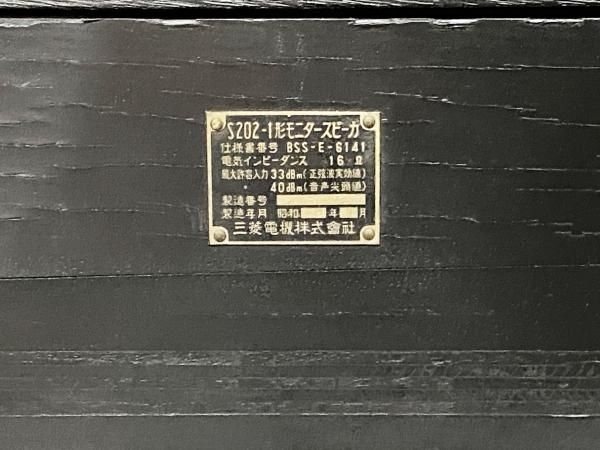 S202-1形モニタースピーカ
仕様書番号 BSS-E-6141
電気インピーダンス 16 Ω
最大許容入力 33dBm(正弦波実効値)
40dBm(音声尖頭値)
製造番号
製造年月 昭和 年 月
三菱電機株式會社